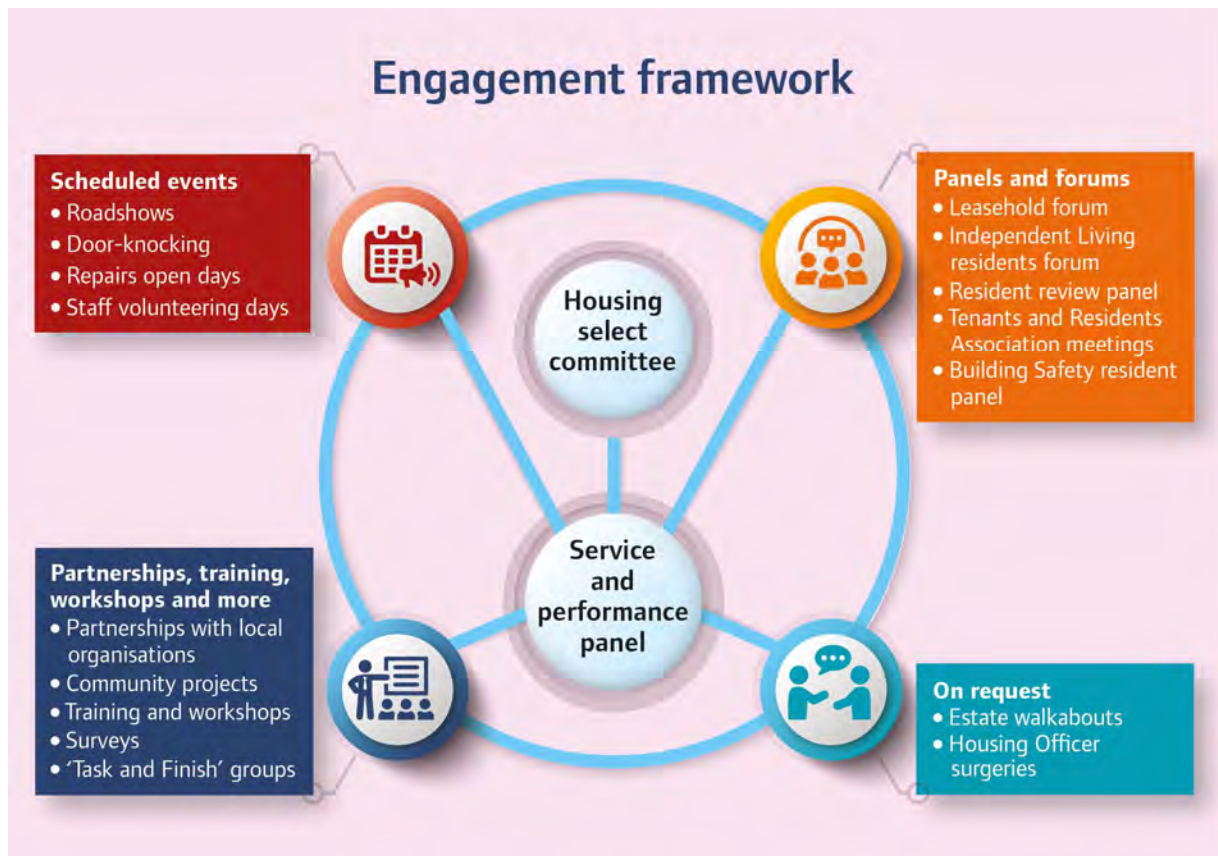 Engagement framework
Scheduled events
• Roadshows
• Door-knocking
• Repairs open days
• Staff volunteering days
Panels and forums
• Leasehold forum
• Independent Living
residents forum
• Resident review panel
• Tenants and Residents
Association meetings
• Building Safety resident
panel
Housing
select
committee
Service
and
performance
panel
Partnerships, training,
workshops and more
• Partnerships with local
organisations
• Community projects
• Training and workshops
• Surveys
• ‘Task and Finish’ groups
On request
• Estate walkabouts
• Housing Officer
surgeries